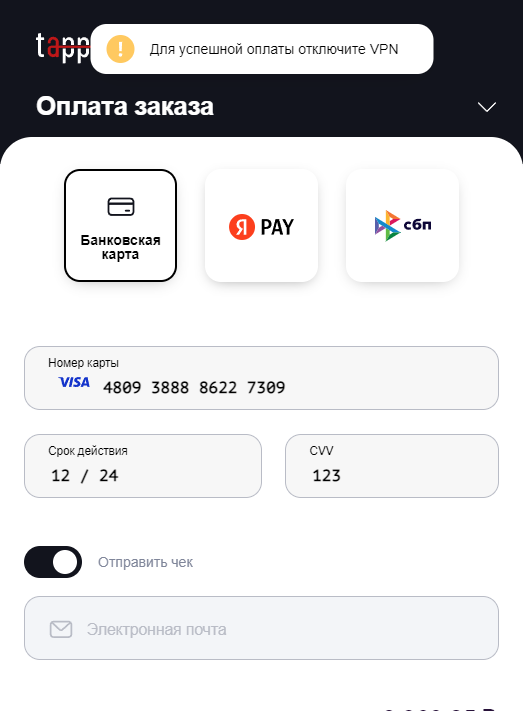 tapp
Для успешной оплаты отключите VPN
Оплата заказа
Банковская
карта
Я PAY
сбп
Номер карты
VISA 4809 3888 8622 7309
Срок действия
12 / 24
CVV
123
Отправить чек
Электронная почта